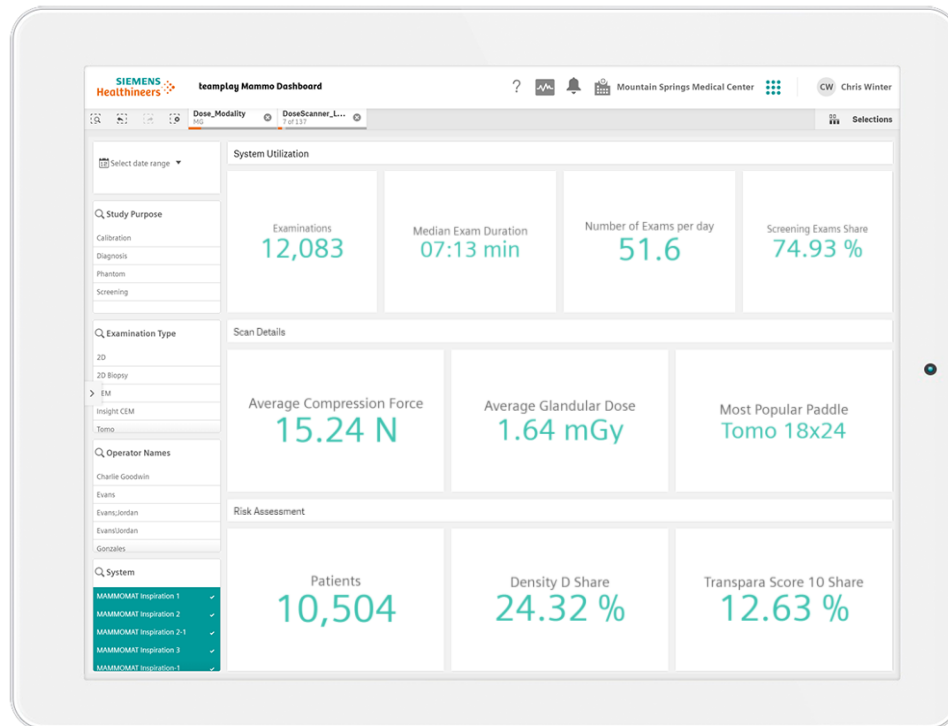 SIEMENS
Healthineers
teamplay Mammo Dashboard
?
Mountain Springs Medical Center
CW Chris Winter
Dose_Modality
MG
DoseScanner_L...
7 of 137
Selections
12
Select date range
Study Purpose
Calibration
Diagnosis
Phantom
Screening
Examination Type
2D
2D Biopsy
EM
Insight CEM
Tomo
Operator Names
Charlie Goodwin
Evans
Evans;Jordan
Evans\Jordan
Gonzales
System
MAMMOMAT Inspiration 1
MAMMOMAT Inspiration 2
MAMMOMAT Inspiration 2-1
MAMMOMAT Inspiration 3
MAMMOMAT Inspiration-1
System Utilization
Examinations
12,083
Median Exam Duration
07:13 min
Number of Exams per day
51.6
Screening Exams Share
74.93 %
Scan Details
Average Compression Force
15.24 N
Average Glandular Dose
1.64 mGy
Most Popular Paddle
Tomo 18x24
Risk Assessment
Patients
10,504
Density D Share
24.32 %
Transpara Score 10 Share
12.63 %